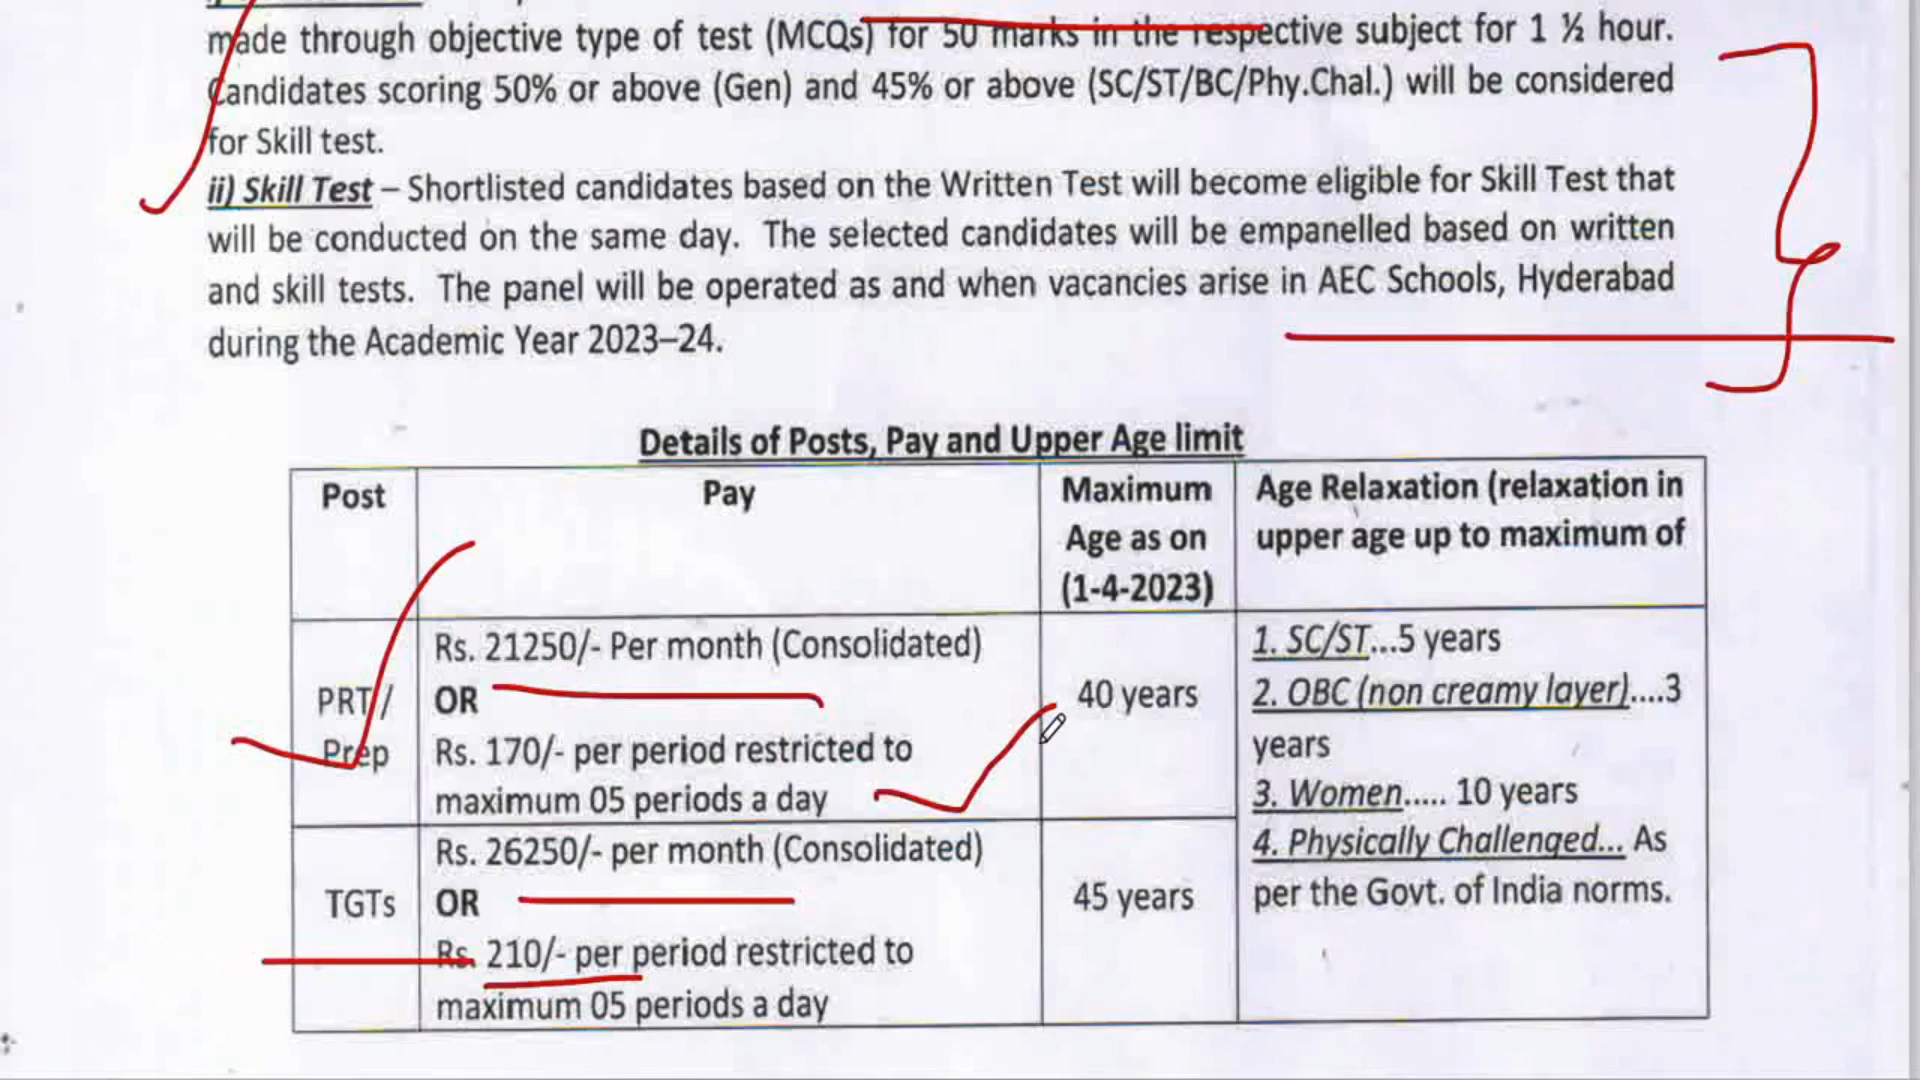 made through objective type of test (MCQs) for 50 marks in the respective subject for 1 ½ hour.
Candidates scoring 50% or above (Gen) and 45% or above (SC/ST/BC/Phy.Chal.) will be considered
for Skill test.
ii) Skill Test – Shortlisted candidates based on the Written Test will become eligible for Skill Test that
will be conducted on the same day. The selected candidates will be empanelled based on written
and skill tests. The panel will be operated as and when vacancies arise in AEC Schools, Hyderabad
during the Academic Year 2023–24.
Details of Posts, Pay and Upper Age limit
Post
Pay
Maximum
Age as on
(1-4-2023)
Age Relaxation (relaxation in
upper age up to maximum of
PRT /
Prep
Rs. 21250/- Per month (Consolidated)
OR
Rs. 170/- per period restricted to
maximum 05 periods a day
40 years
1. SC/ST...5 years
2. OBC (non creamy layer)....3
years
3. Women..... 10 years
4. Physically Challenged... As
per the Govt. of India norms.
TGTs
Rs. 26250/- per month (Consolidated)
OR
Rs. 210/- per period restricted to
maximum 05 periods a day
45 years